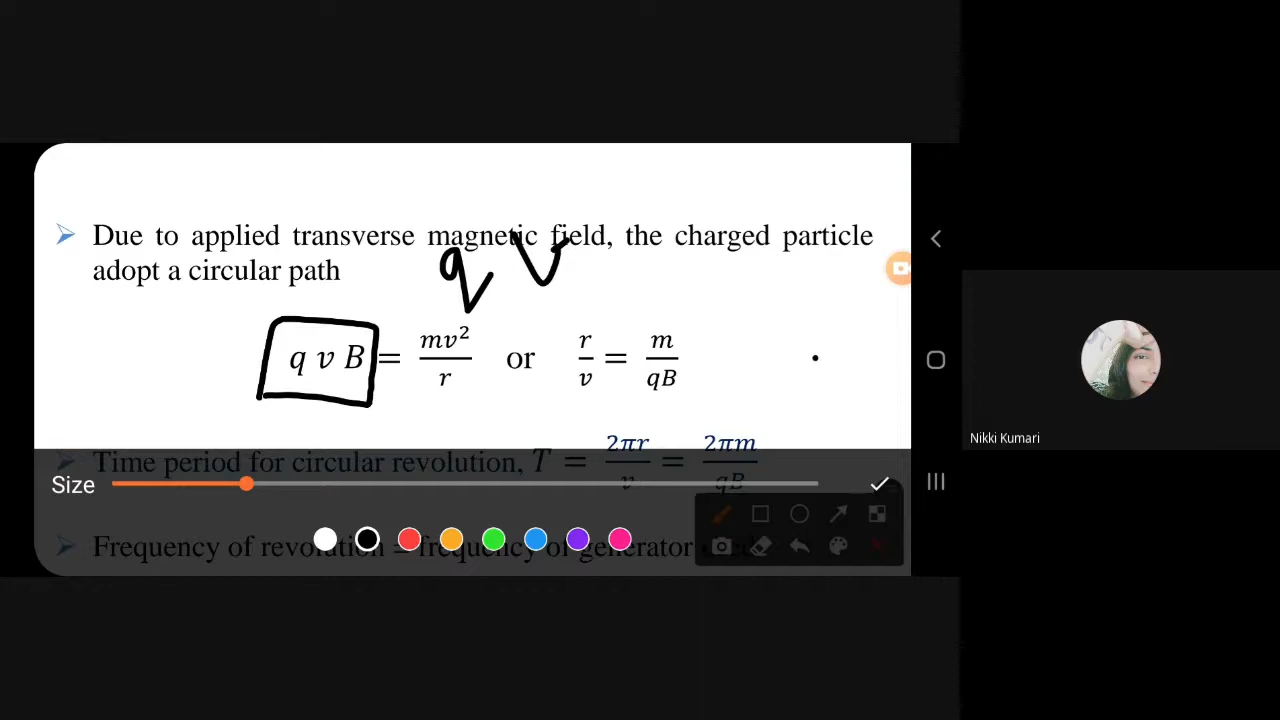 Due to applied transverse magnetic field, the charged particle
adopt a circular path
q v
q v B = mv²/r or r/v = m/qB
Time period for circular revolution, T = 2πr/v = 2πm/qB
Size
Frequency of revolution = frequency of generator
Nikki Kumari